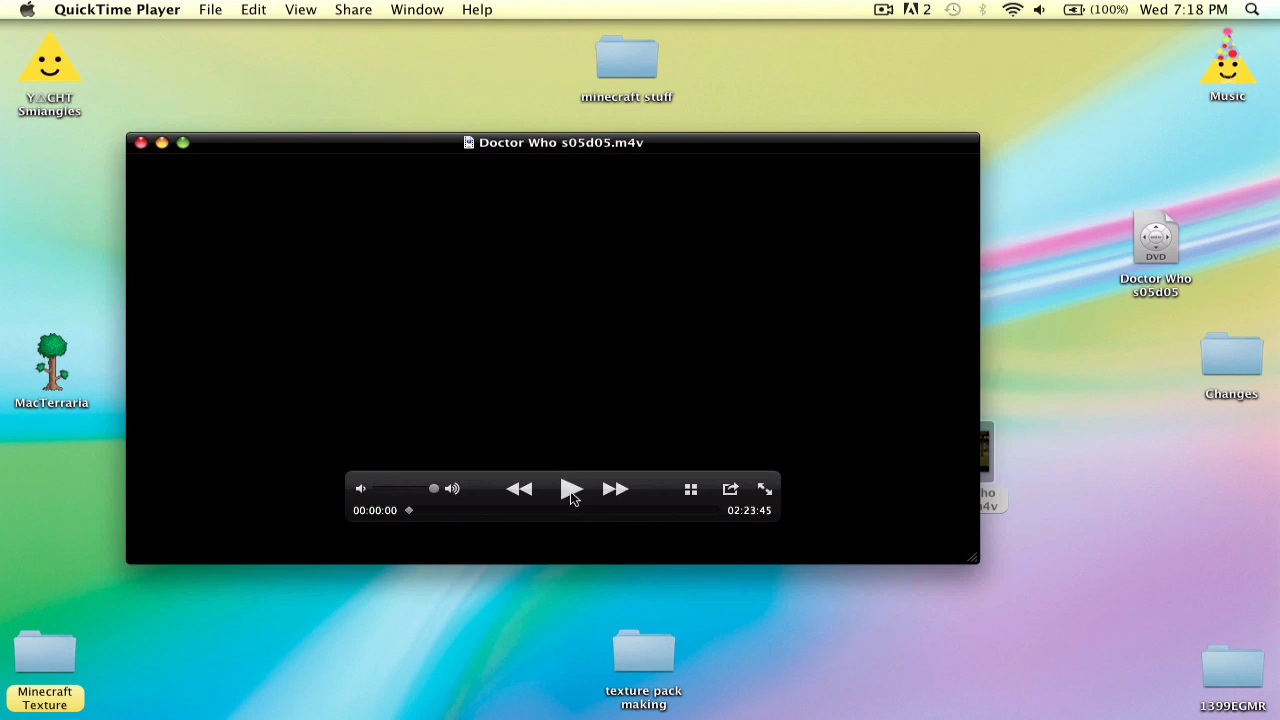 QuickTime Player File Edit View Share Window Help 2 (100%) Wed 7:18 PM
Y△CHT
Smiangles
minecraft stuff
Music
Doctor Who s05d05.m4v
DVD
Doctor Who
s05d05
MacTerraria
Changes
ho
m4v
00:00:00 02:23:45
Minecraft
Texture
texture pack
making
1399EGMR